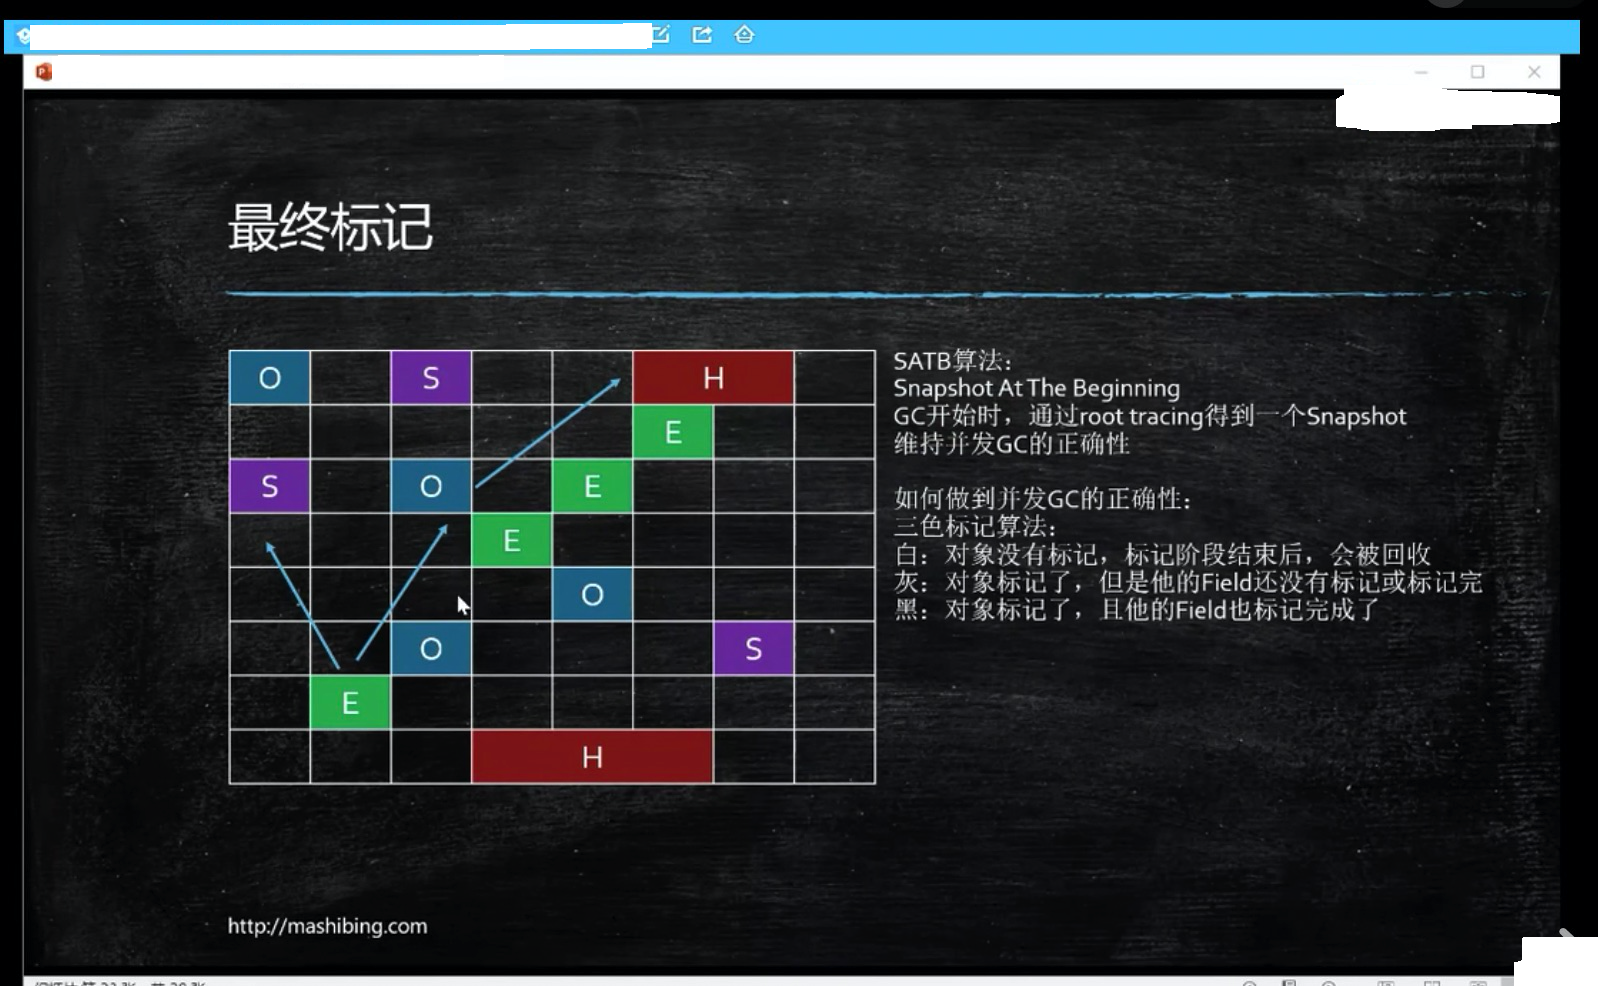 最终标记
O S H
E
S O E
E
O
O S
E
H
SATB算法：
Snapshot At The Beginning
GC开始时，通过root tracing得到一个Snapshot
维持并发GC的正确性
如何做到并发GC的正确性：
三色标记算法：
白：对象没有标记，标记阶段结束后，会被回收
灰：对象标记了，但是他的Field还没有标记或标记完
黑：对象标记了，且他的Field也标记完成了
http://mashibing.com